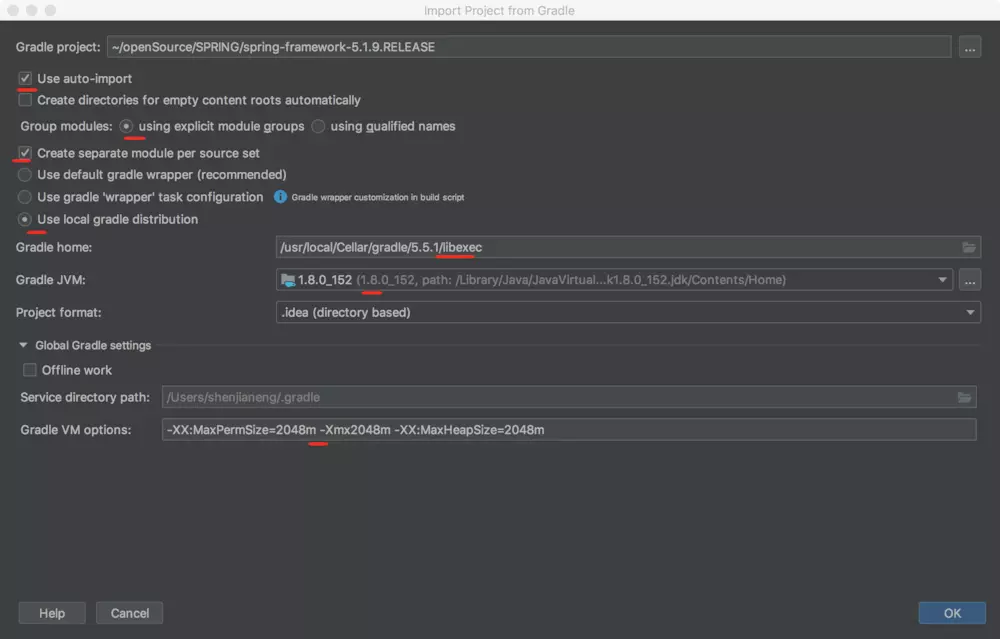 Import Project from Gradle
Gradle project: ~/openSource/SPRING/spring-framework-5.1.9.RELEASE ...
Use auto-import
Create directories for empty content roots automatically
Group modules: using explicit module groups using qualified names
Create separate module per source set
Use default gradle wrapper (recommended)
Use gradle 'wrapper' task configuration Gradle wrapper customization in build script
Use local gradle distribution
Gradle home: /usr/local/Cellar/gradle/5.5.1/libexec
Gradle JVM: 1.8.0_152 (1.8.0_152, path: /Library/Java/JavaVirtual...k1.8.0_152.jdk/Contents/Home) ...
Project format: .idea (directory based)
Global Gradle settings
Offline work
Service directory path: /Users/shenjianeng/.gradle
Gradle VM options: -XX:MaxPermSize=2048m -Xmx2048m -XX:MaxHeapSize=2048m
Help Cancel OK